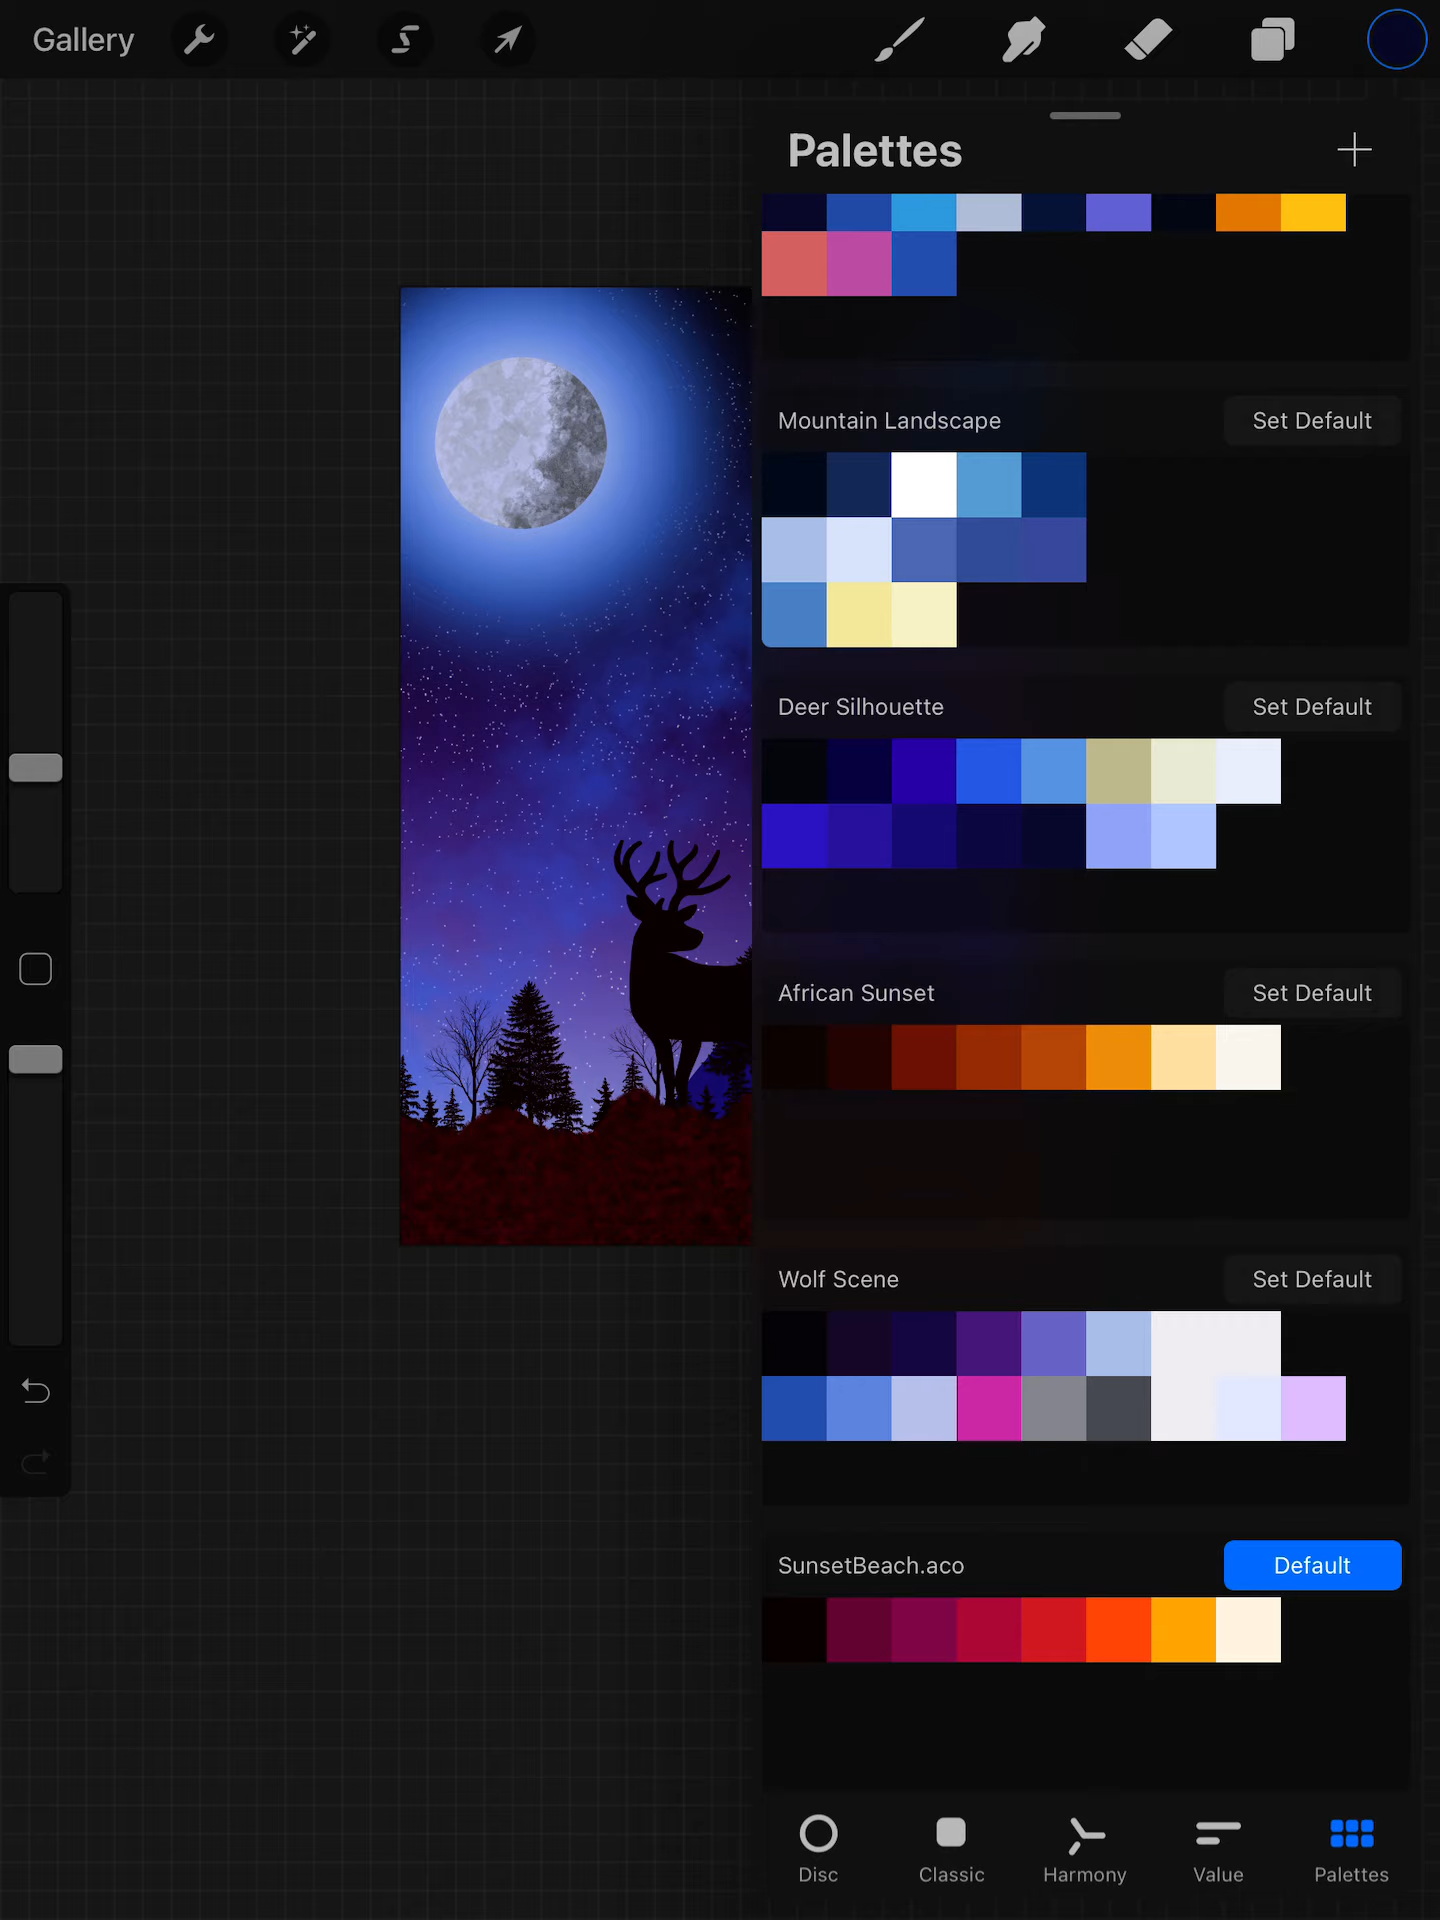 Gallery
Palettes
Mountain Landscape
Set Default
Deer Silhouette
Set Default
African Sunset
Set Default
Wolf Scene
Set Default
SunsetBeach.aco
Default
Disc
Classic
Harmony
Value
Palettes